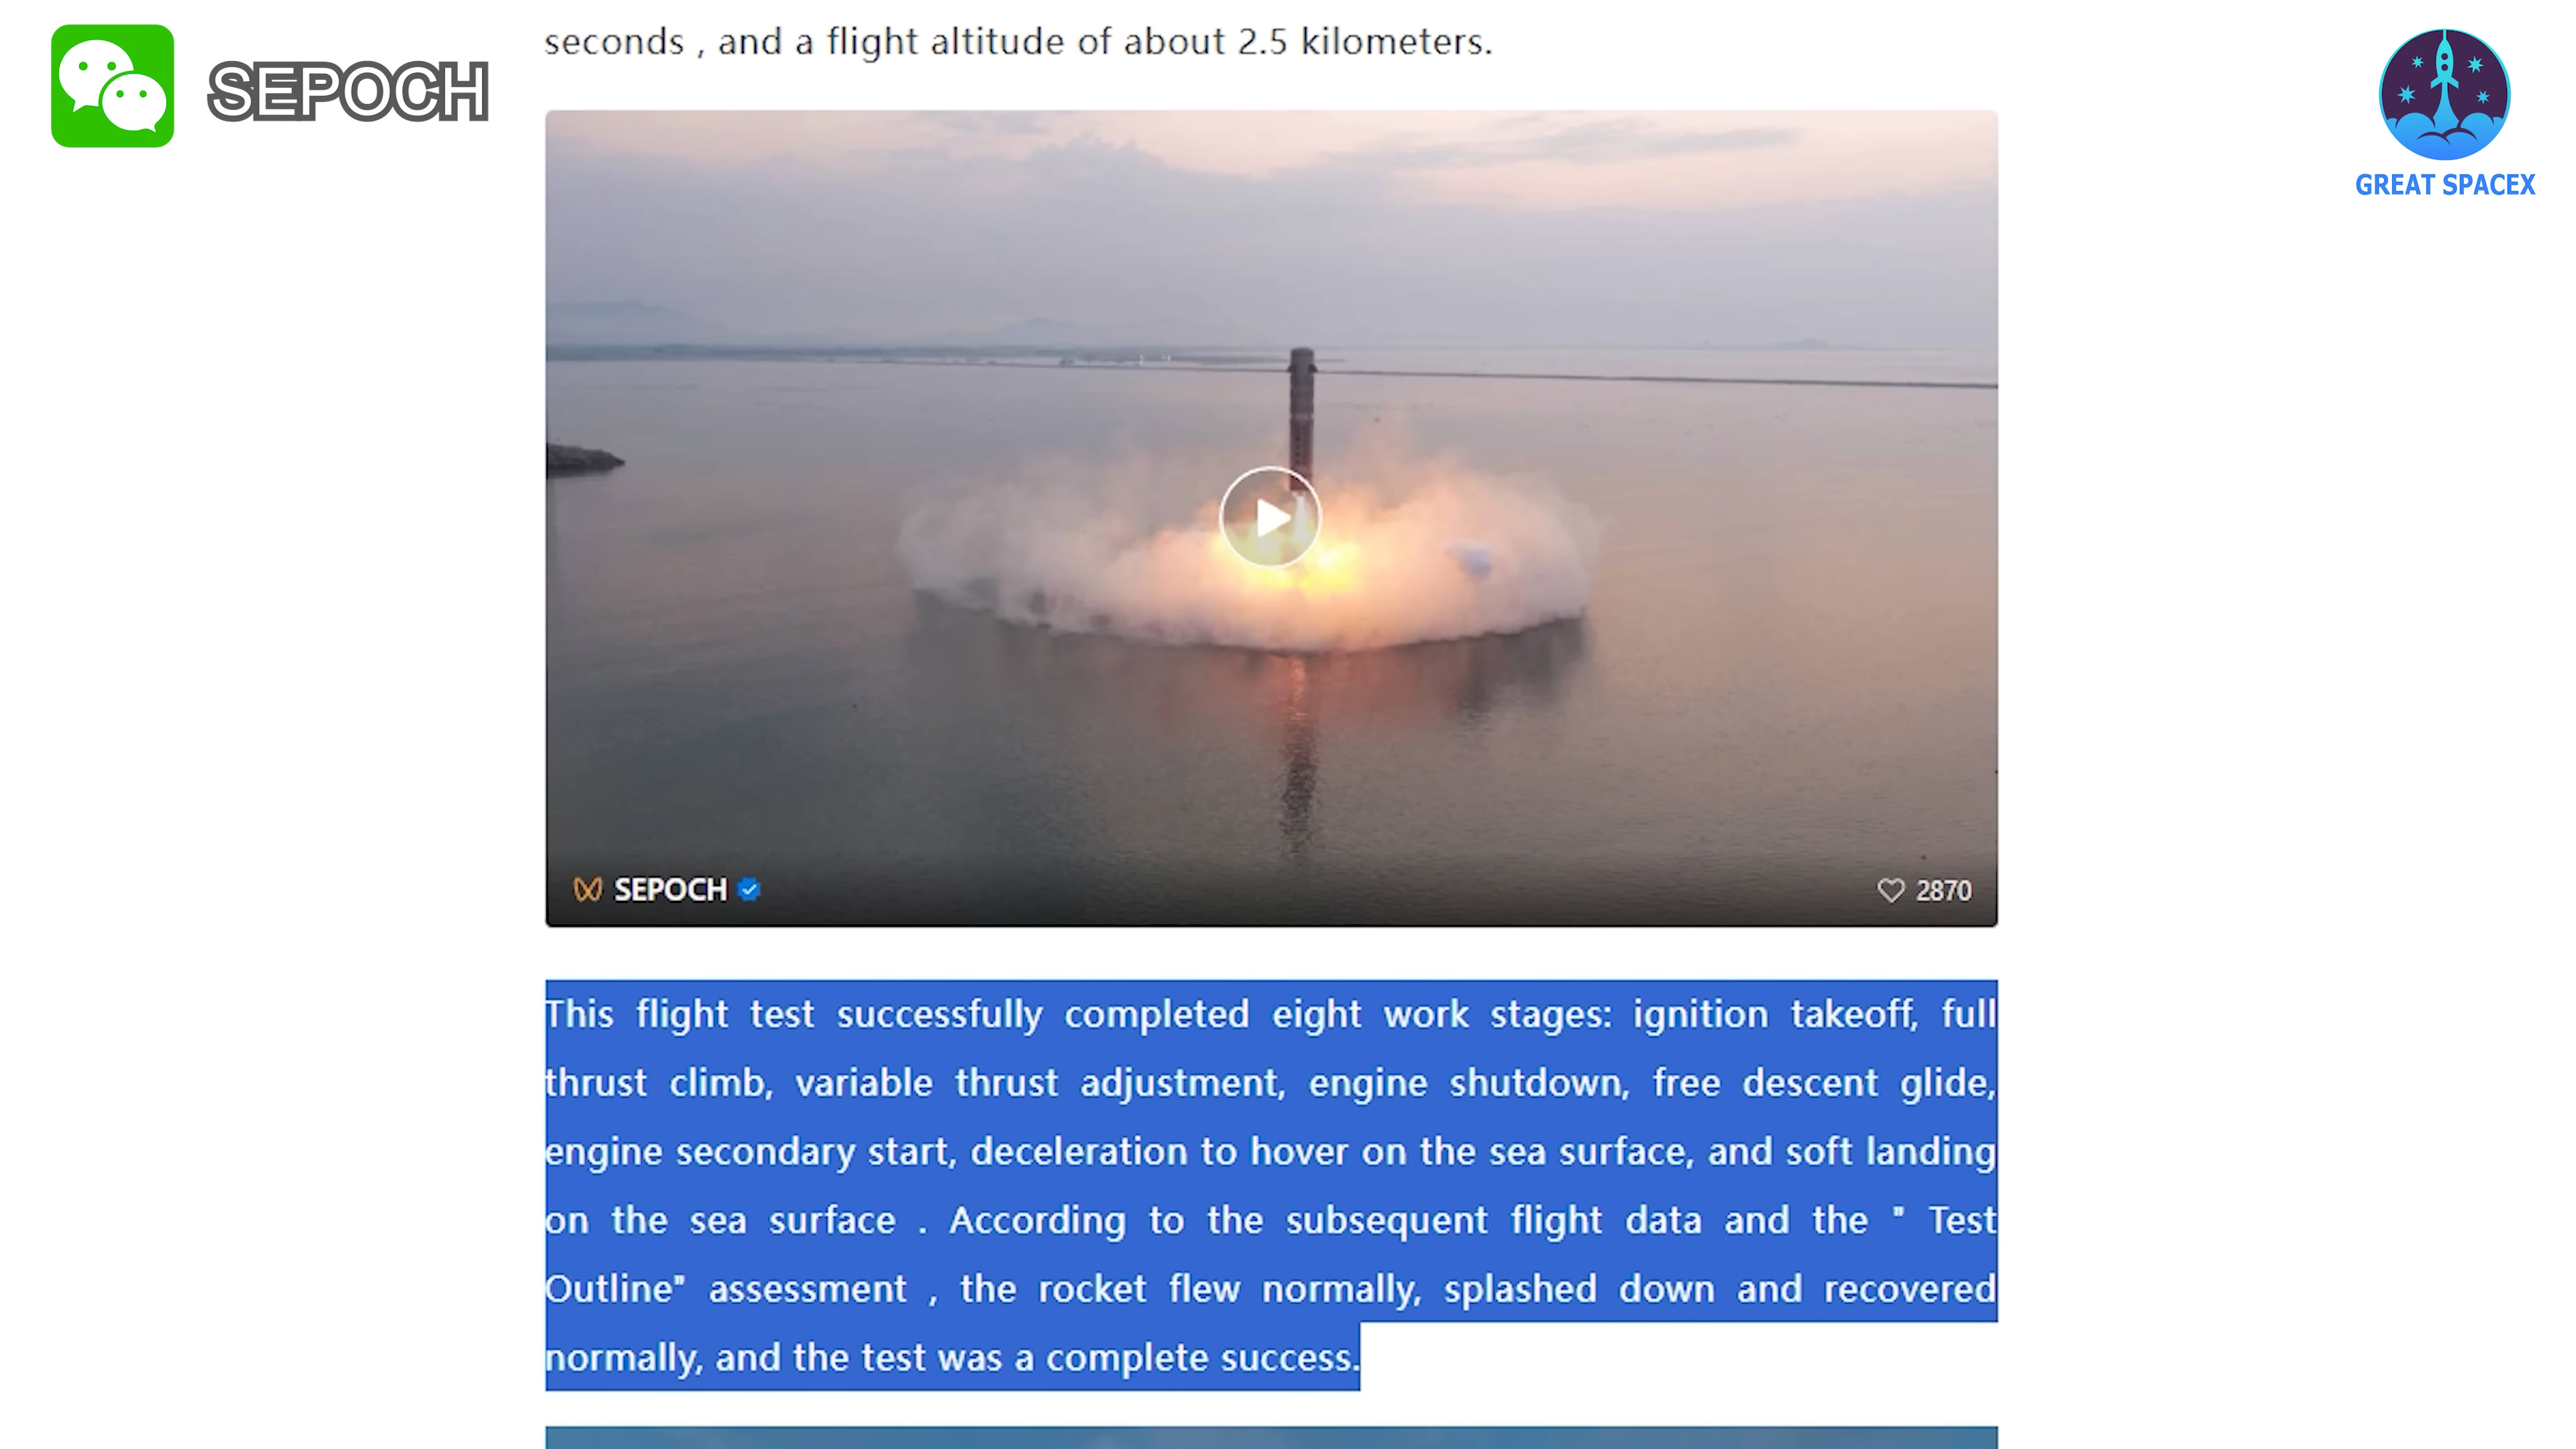 seconds , and a flight altitude of about 2.5 kilometers.
SEPOCH
GREAT SPACEX
SEPOCH
2870
This flight test successfully completed eight work stages: ignition takeoff, full
thrust climb, variable thrust adjustment, engine shutdown, free descent glide,
engine secondary start, deceleration to hover on the sea surface, and soft landing
on the sea surface . According to the subsequent flight data and the " Test
Outline" assessment , the rocket flew normally, splashed down and recovered
normally, and the test was a complete success.